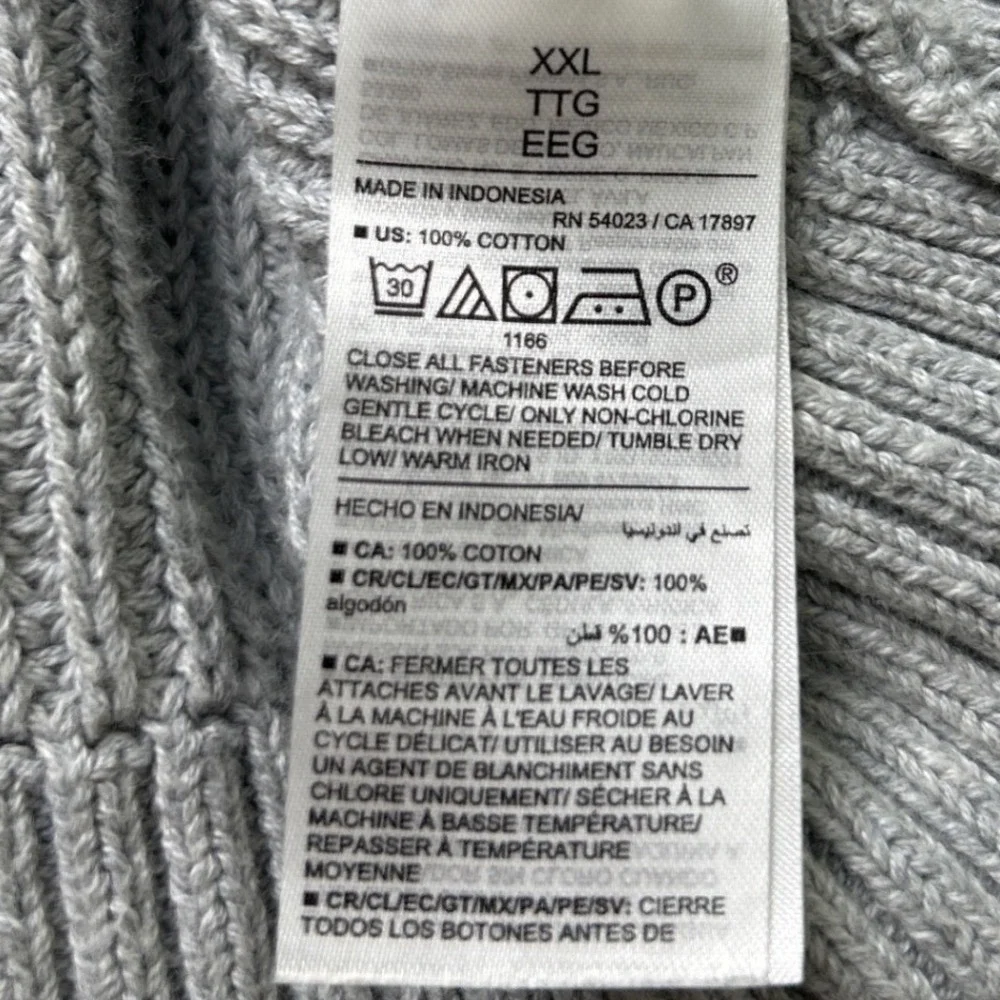 XXL
TTG
EEG
MADE IN INDONESIA
RN 54023 / CA 17897
■ US: 100% COTTON
30 P ®
1166
CLOSE ALL FASTENERS BEFORE
WASHING/ MACHINE WASH COLD
GENTLE CYCLE/ ONLY NON-CHLORINE
BLEACH WHEN NEEDED/ TUMBLE DRY
LOW/ WARM IRON
HECHO EN INDONESIA/
تصنع في اندونيسيا
■ CA: 100% COTON
■ CR/CL/EC/GT/MX/PA/PE/SV: 100%
algodón
■AE : 100% قطن
■ CA: FERMER TOUTES LES
ATTACHES AVANT LE LAVAGE/ LAVER
À LA MACHINE À L'EAU FROIDE AU
CYCLE DÉLICAT/ UTILISER AU BESOIN
UN AGENT DE BLANCHIMENT SANS
CHLORE UNIQUEMENT/ SÉCHER À LA
MACHINE À BASSE TEMPÉRATURE/
REPASSER À TEMPÉRATURE
MOYENNE
■ CR/CL/EC/GT/MX/PA/PE/SV: CIERRE
TODOS LOS BOTONES ANTES DE